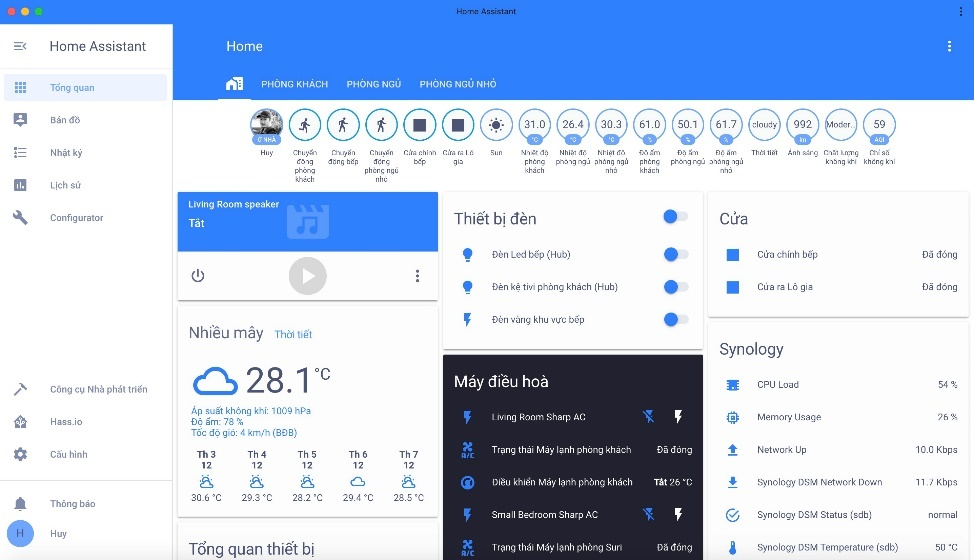 Home Assistant
Home Assistant
Home
Tổng quan
Bản đồ
Nhật ký
Lịch sử
Configurator
Công cụ Nhà phát triển
Hass.io
Cấu hình
Thông báo
H
Huy
PHÒNG KHÁCH PHÒNG NGỦ PHÒNG NGỦ NHỎ
Ở NHÀ
Huy
Chuyển động phòng khách
Chuyển động bếp
Chuyển động phòng ngủ nhỏ
Cửa chính bếp
Cửa ra Lô gia
Sun
31.0
°C
Nhiệt độ phòng khách
26.4
°C
Nhiệt độ phòng ngủ
30.3
°C
Nhiệt độ phòng ngủ nhỏ
61.0
%
Độ ẩm phòng khách
50.1
%
Độ ẩm phòng ngủ
61.7
%
Độ ẩm phòng ngủ nhỏ
cloudy
Thời tiết
992
lm
Ánh sáng
Moder...
Chất lượng không khí
59
AQI
Chỉ số không khí
Living Room speaker
Tắt
Nhiều mây Thời tiết
28.1 °C
Áp suất không khí: 1009 hPa
Độ ẩm: 78 %
Tốc độ gió: 4 km/h (BĐB)
Th 3 Th 4 Th 5 Th 6 Th 7
12 12 12 12 12
30.6 °C 29.3 °C 28.2 °C 29.4 °C 28.5 °C
Tổng quan thiết bị
Thiết bị đèn
Đèn Led bếp (Hub)
Đèn kệ tivi phòng khách (Hub)
Đèn vàng khu vực bếp
Máy điều hoà
Living Room Sharp AC
A/C
Trạng thái Máy lạnh phòng khách Đã đóng
Điều khiển Máy lạnh phòng khách Tắt 26 °C
Small Bedroom Sharp AC
A/C
Trạng thái Máy lạnh phòng Suri Đã đóng
Cửa
Cửa chính bếp Đã đóng
Cửa ra Lô gia Đã đóng
Synology
CPU Load 54 %
Memory Usage 26 %
Network Up 10.0 Kbps
Synology DSM Network Down 11.7 Kbps
Synology DSM Status (sdb) normal
Synology DSM Temperature (sdb) 50 °C